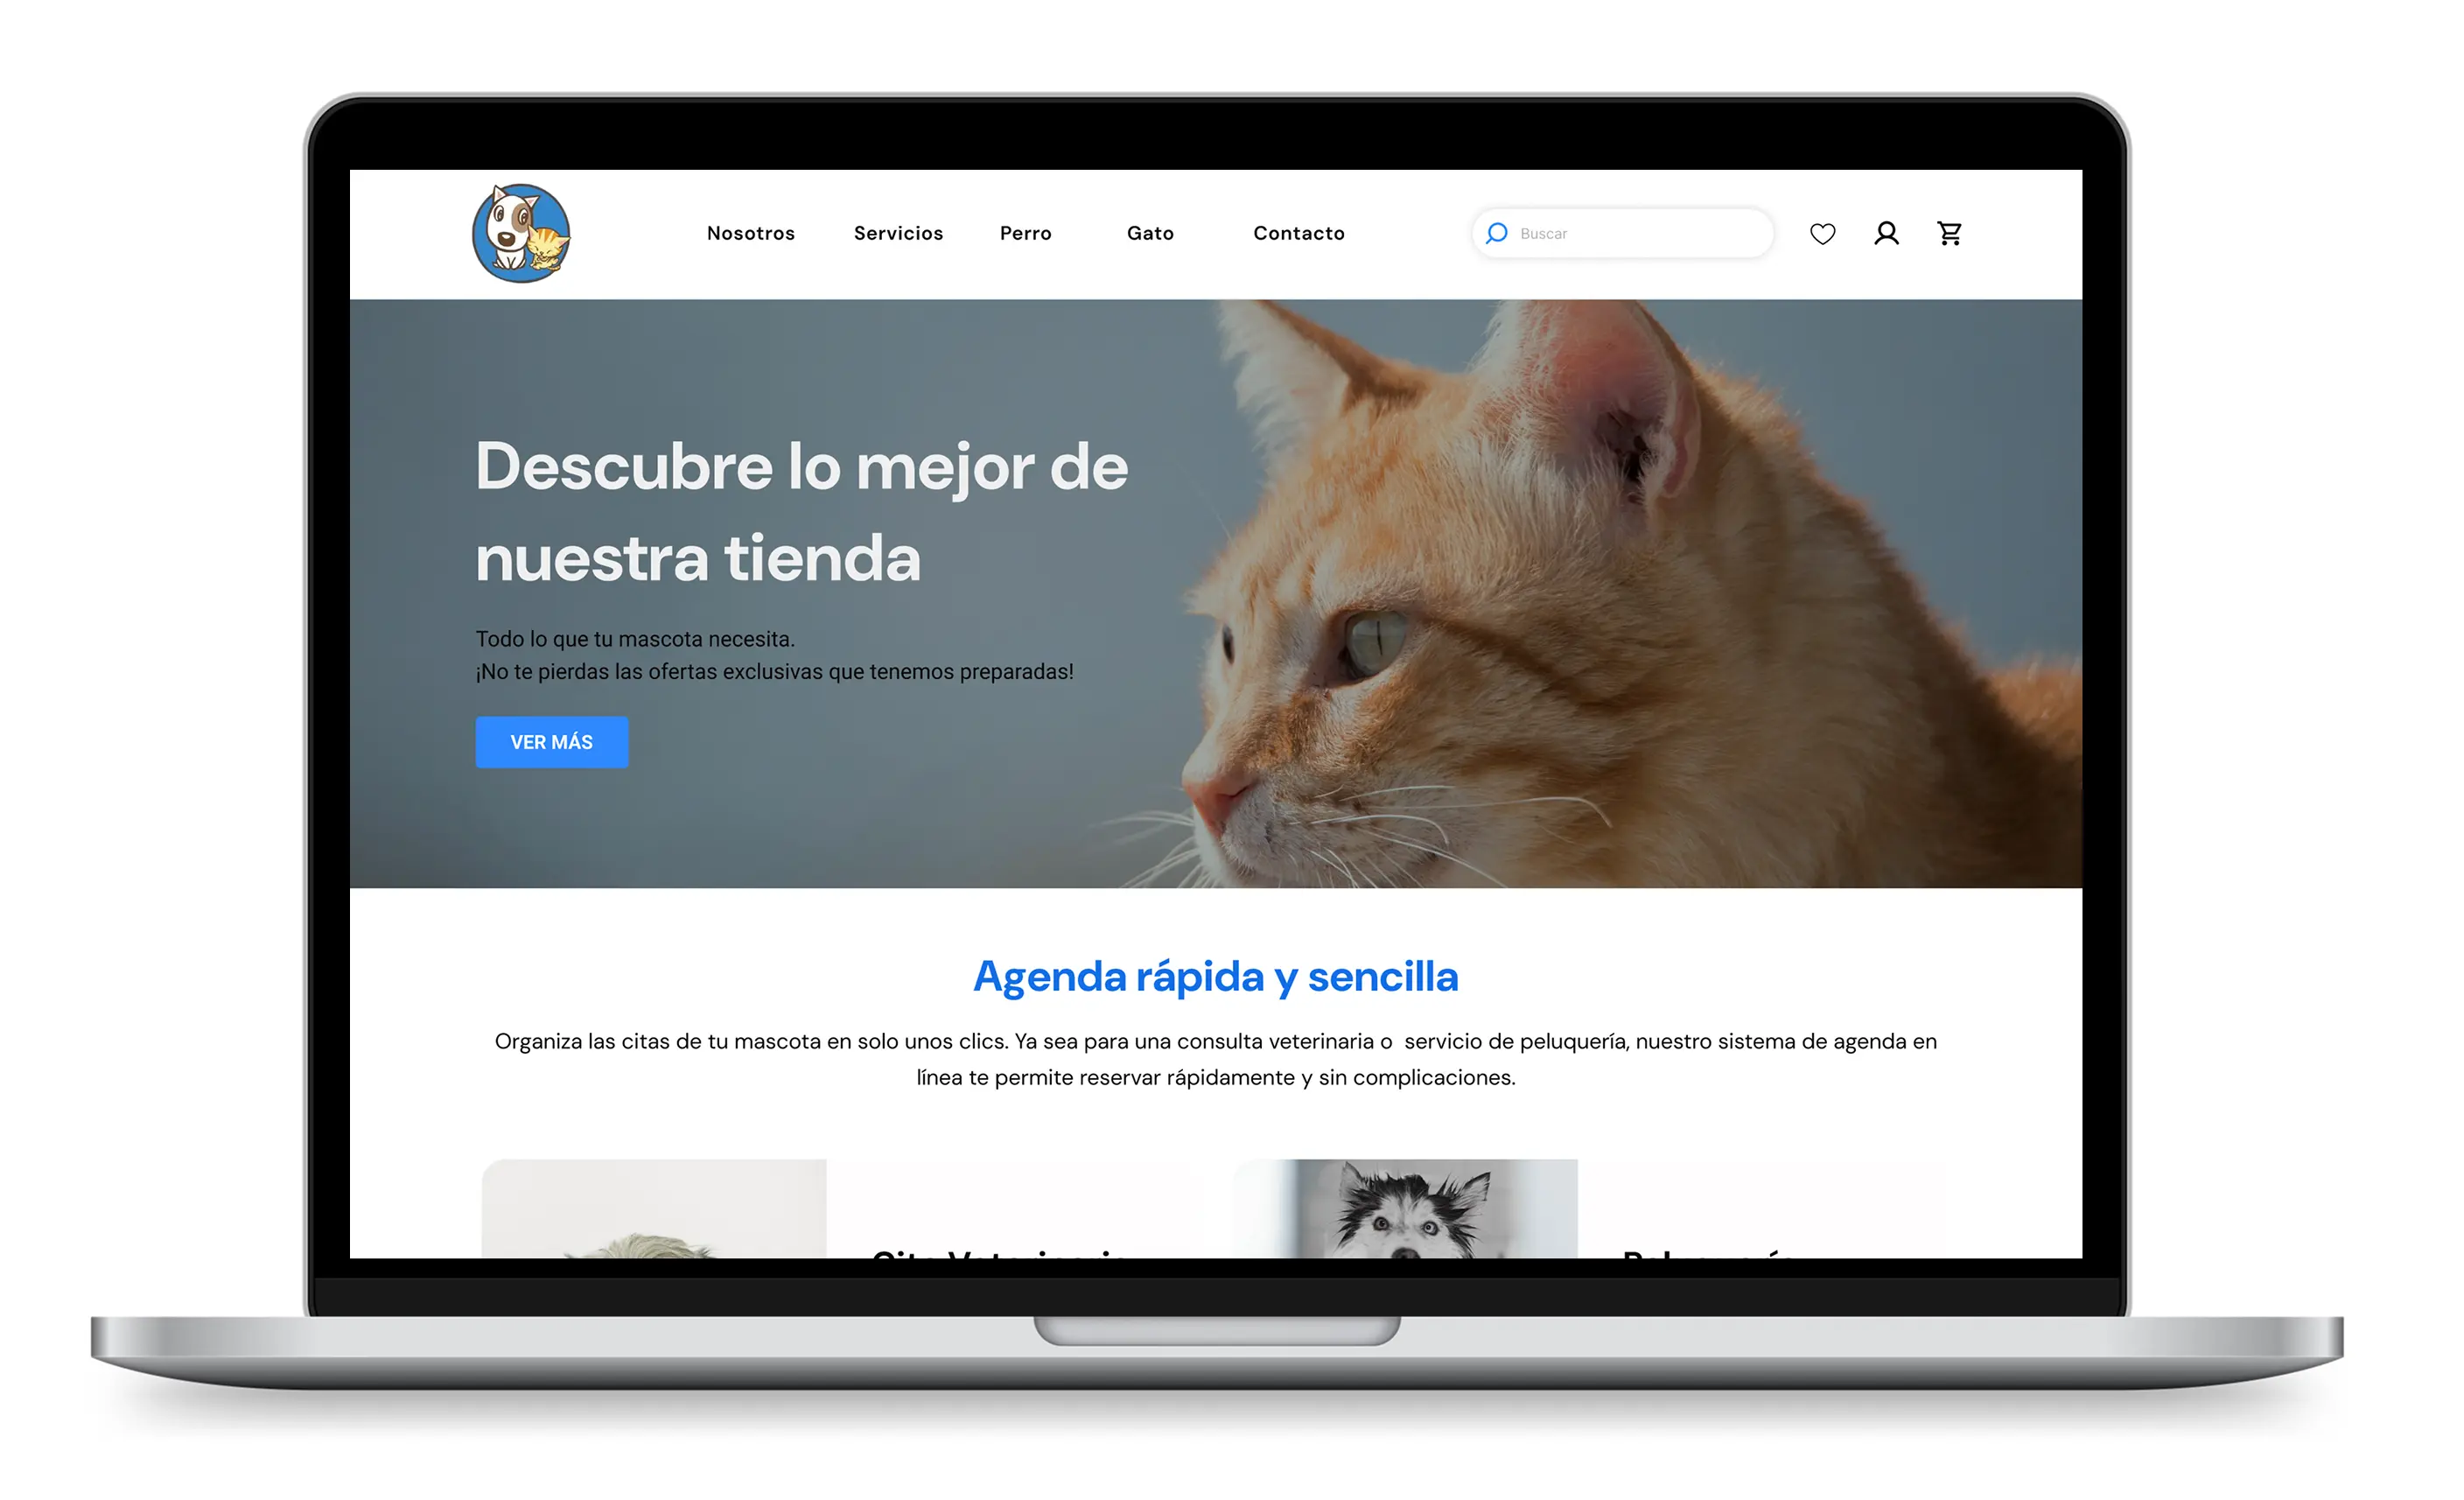 Nosotros
Servicios
Perro
Gato
Contacto
Buscar
Descubre lo mejor de
nuestra tienda
Todo lo que tu mascota necesita.
¡No te pierdas las ofertas exclusivas que tenemos preparadas!
VER MÁS
Agenda rápida y sencilla
Organiza las citas de tu mascota en solo unos clics. Ya sea para una consulta veterinaria o  servicio de peluquería, nuestro sistema de agenda en
línea te permite reservar rápidamente y sin complicaciones.